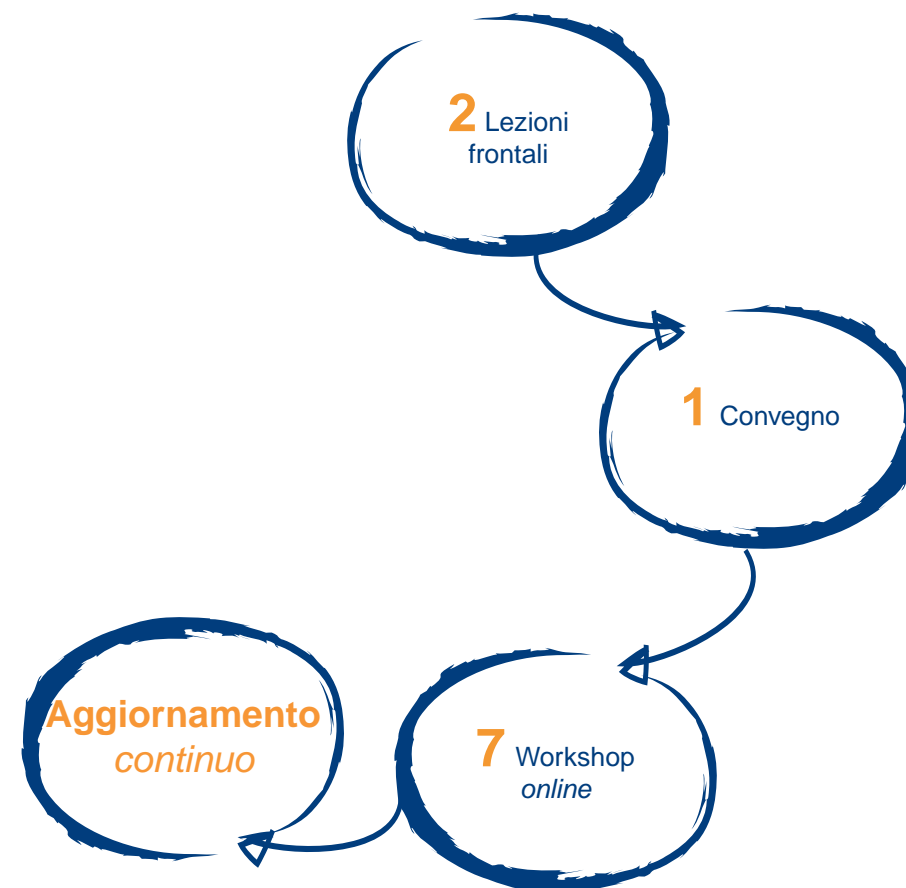 2 Lezioni
frontali
1 Convegno
7 Workshop
online
Aggiornamento
continuo